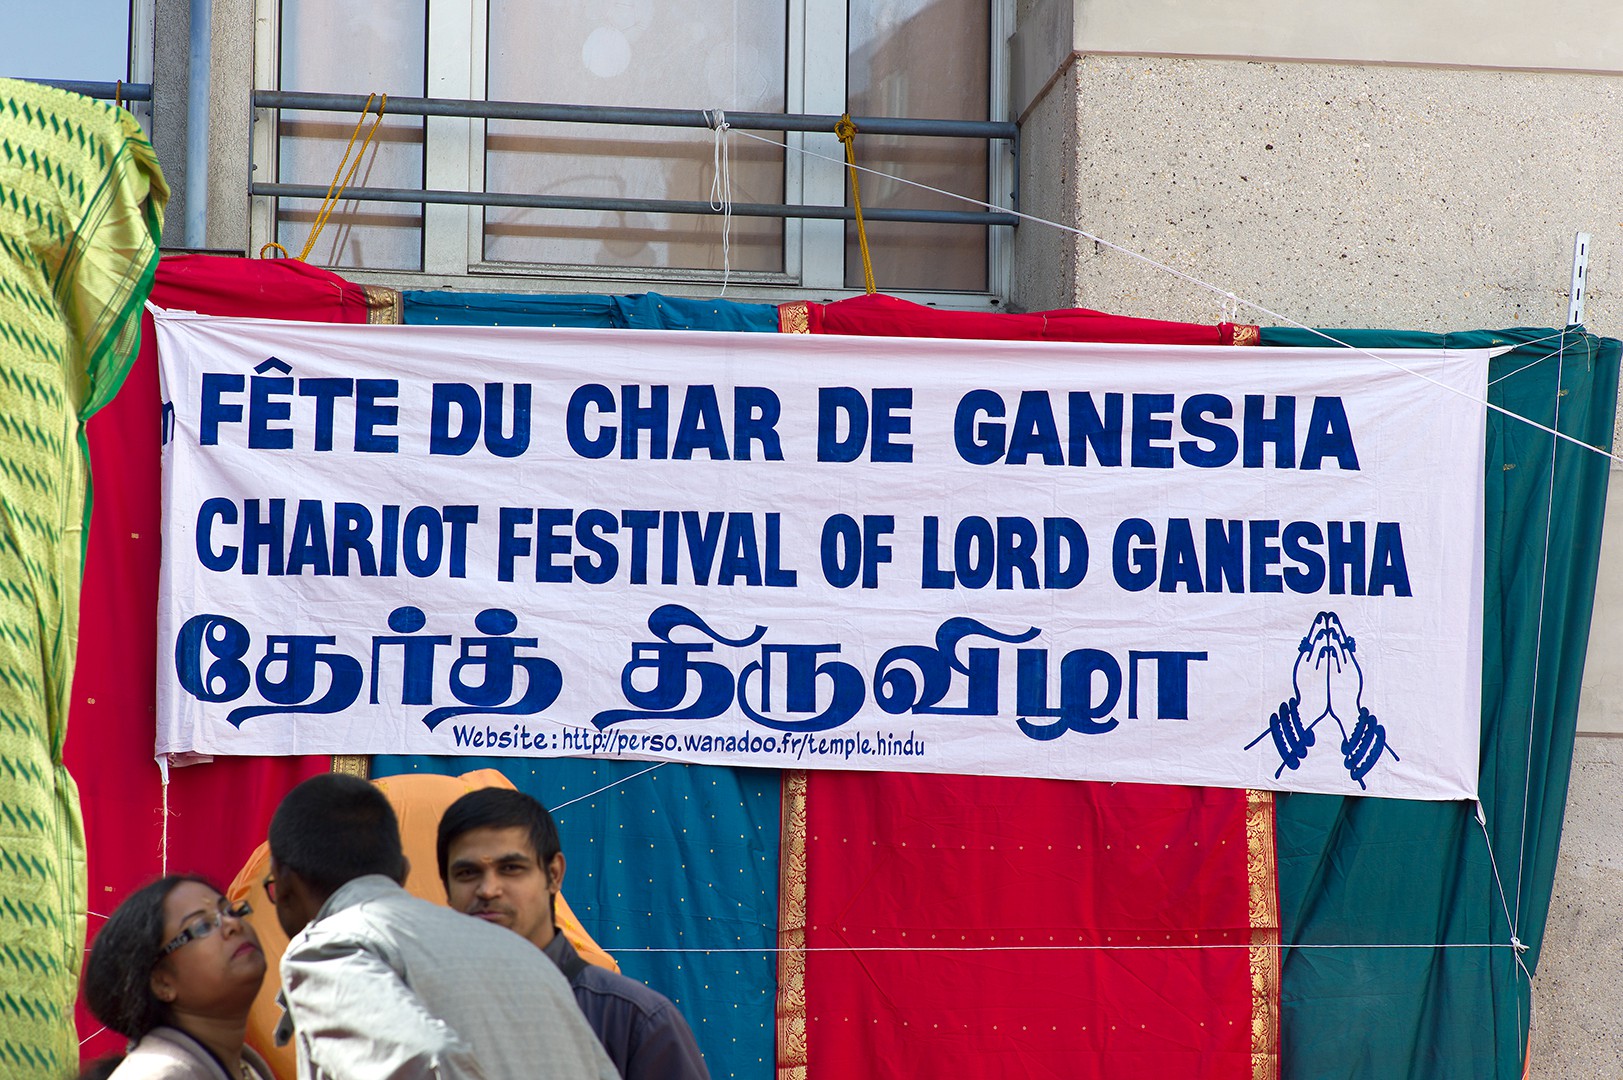 FÊTE DU CHAR DE GANESHA
CHARIOT FESTIVAL OF LORD GANESHA
தேர்த் திருவிழா
Website: http://perso.wanadoo.fr/temple.hindu